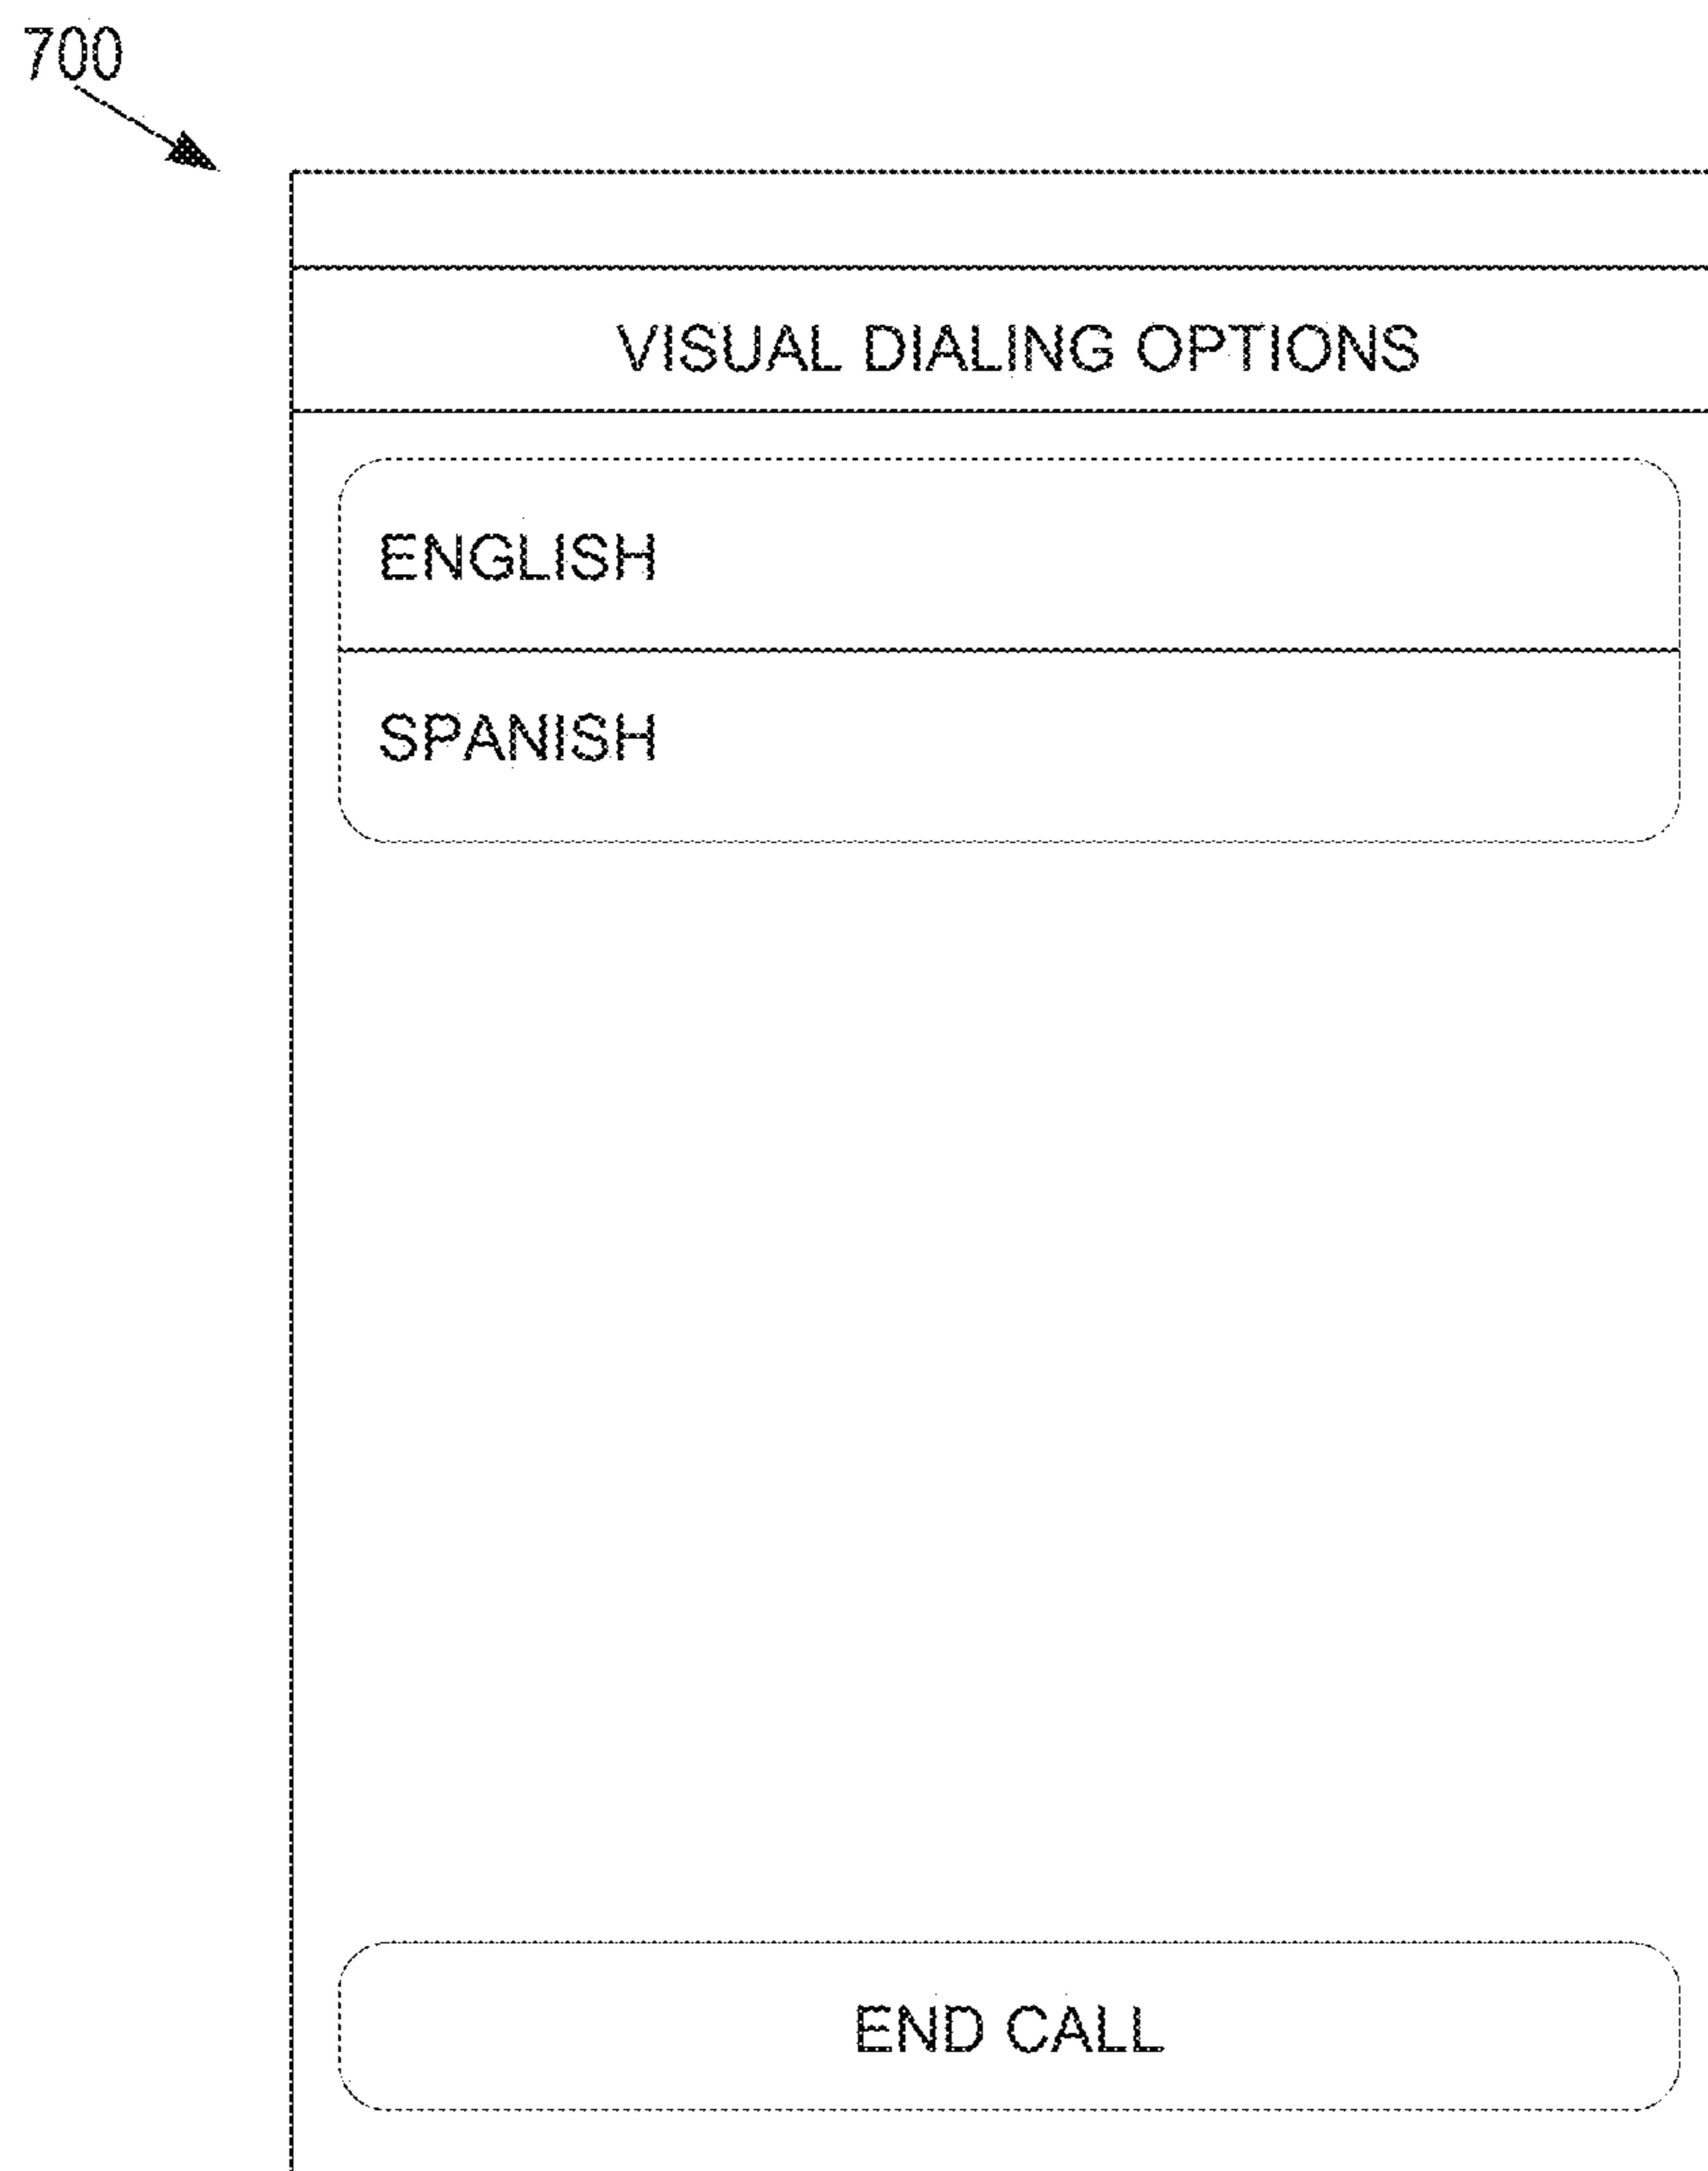 700
VISUAL DIALING OPTIONS
ENGLISH
SPANISH
END CALL